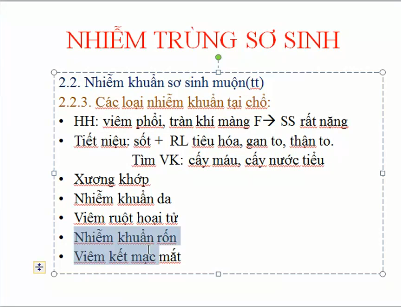 NHIỄM TRÙNG SƠ SINH
2.2. Nhiễm khuẩn sơ sinh muộn(tt)
2.2.3. Các loại nhiễm khuẩn tại chổ:
• HH: viêm phổi, tràn khí màng F→ SS rất nặng
• Tiết niệu: sốt + RL tiêu hóa, gan to, thận to.
Tìm VK: cấy máu, cấy nước tiểu
• Xương khớp
• Nhiễm khuẩn da
• Viêm ruột hoại tử
• Nhiễm khuẩn rốn
• Viêm kết mạc mắt